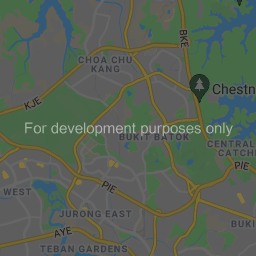 BKE
CHOA CHU
KANG
Chestn
KJE
For development purposes only
BUKIT BATOK
CENTRAL
CATCH
PIE
PIE
WEST
JURONG EAST
BUKI
AYE
TEBAN GARDENS